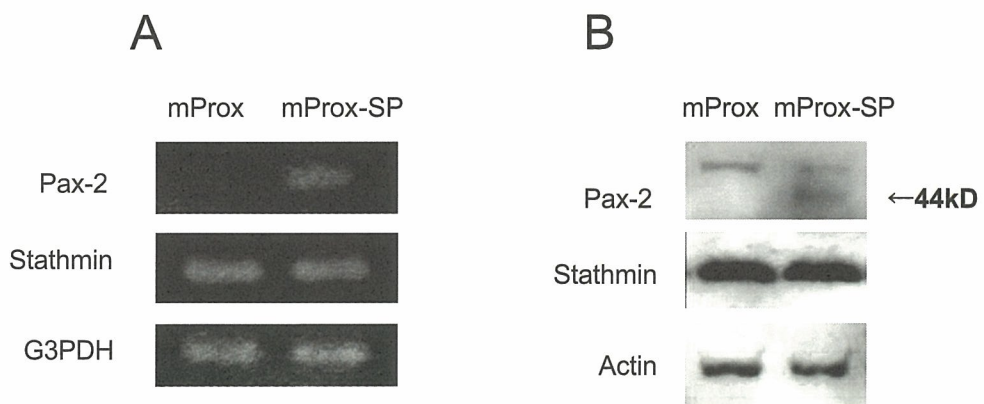 A
mProx mProx-SP
Pax-2
Stathmin
G3PDH
B
mProx mProx-SP
Pax-2
←44kD
Stathmin
Actin